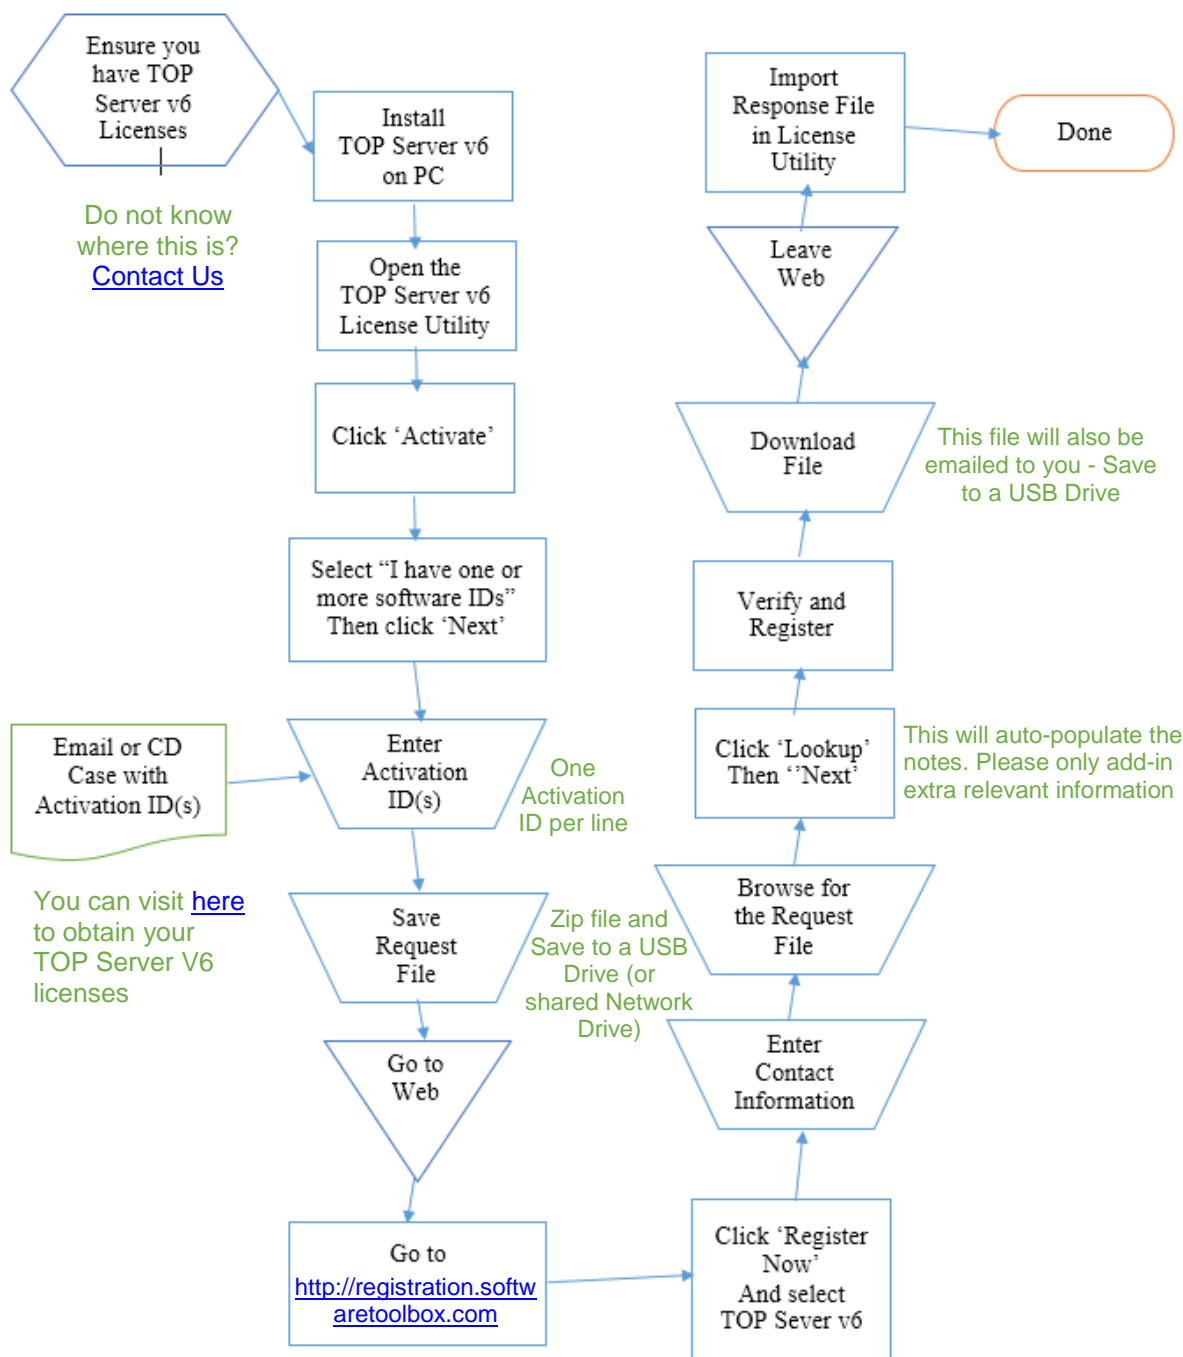 Ensure you
have TOP
Server v6
Licenses
Do not know
where this is?
Contact Us
Install
TOP Server v6
on PC
Open the
TOP Server v6
License Utility
Click ‘Activate’
Select “I have one or
more software IDs”
Then click ‘Next’
Email or CD
Case with
Activation ID(s)
You can visit here
to obtain your
TOP Server V6
licenses
Enter
Activation
ID(s)
One
Activation
ID per line
Save
Request
File
Zip file and
Save to a USB
Drive (or
shared Network
Drive)
Go to
Web
Go to
http://registration.softw
aretoolbox.com
Click ‘Register
Now’
And select
TOP Sever v6
Enter
Contact
Information
Browse for
the Request
File
Click ‘Lookup’
Then ‘’Next’
This will auto-populate the
notes. Please only add-in
extra relevant information
Verify and
Register
Download
File
This file will also be
emailed to you - Save
to a USB Drive
Leave
Web
Import
Response File
in License
Utility
Done